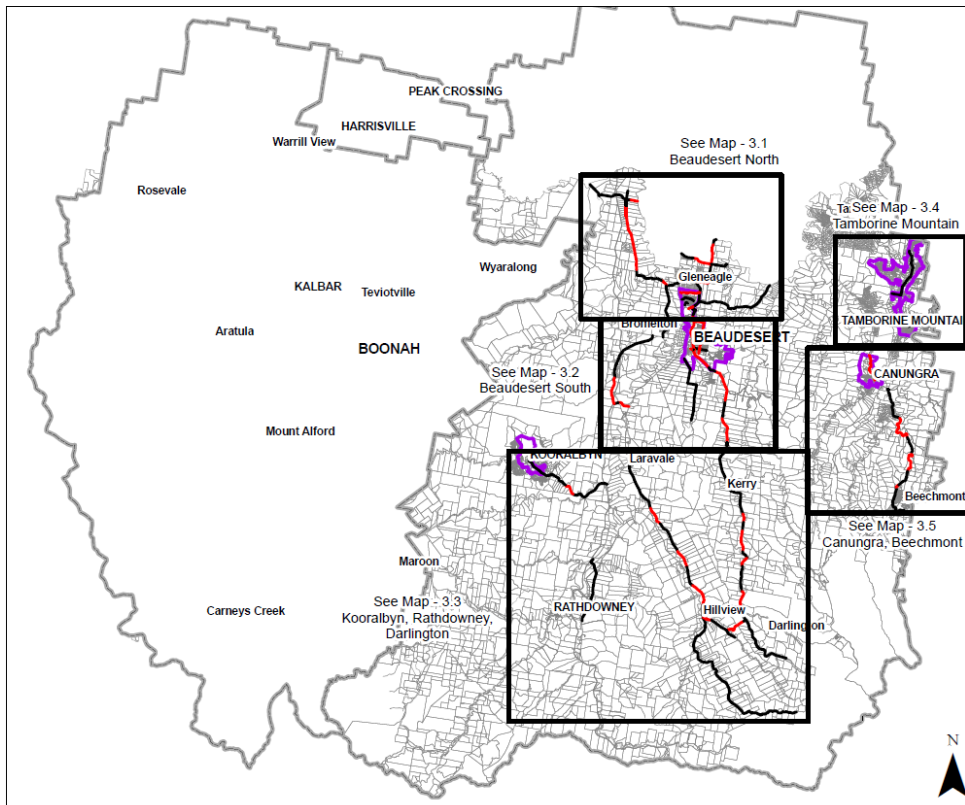 PEAK CROSSING
HARRISVILLE
Warrill View
See Map - 3.1
Beaudesert North
Rosevale
Ta See Map - 3.4
Tamborine Mountain
Wyaralong
Gleneagle
KALBAR
Teviotville
TAMBORINE MOUNTAI
Bromelton
Aratula
BEAUDESERT
BOONAH
See Map - 3.2
Beaudesert South
CANUNGRA
Mount Alford
KOORALBYN
Laravale
Kerry
Beechmont
See Map - 3.5
Canungra, Beechmont
Maroon
See Map - 3.3
Kooralbyn, Rathdowney,
Darlington
RATHDOWNEY
Hillview
Carneys Creek
Darlington
N